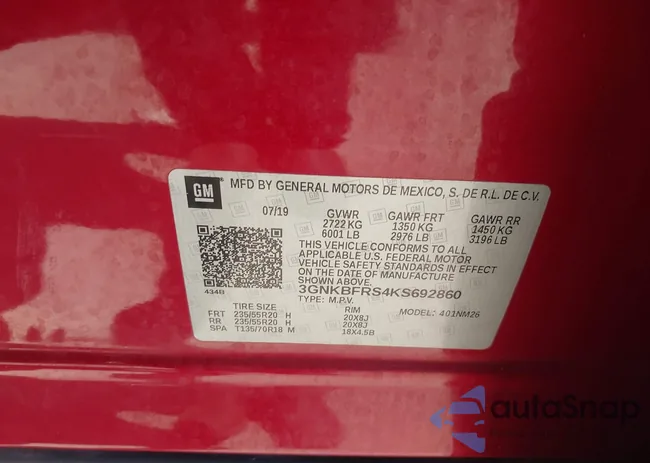 GM MFD BY GENERAL MOTORS DE MEXICO, S. DE R.L. DE C.V.
07/19 GVWR GAWR FRT GAWR RR
2722 KG 1350 KG 1450 KG
6001 LB 2976 LB 3196 LB
THIS VEHICLE CONFORMS TO ALL
APPLICABLE U.S. FEDERAL MOTOR
VEHICLE SAFETY STANDARDS IN EFFECT
ON THE DATE OF MANUFACTURE SHOWN ABOVE.
434R 3GNKBFRS4KS692860
TYPE: M.P.V. MODEL: 401NM26
TIRE SIZE RIM
FRT 235/55R20 H 20X8J
RR 235/55R20 H 20X8J
SPA T135/70R18 M 18X4.5B
autoSnap